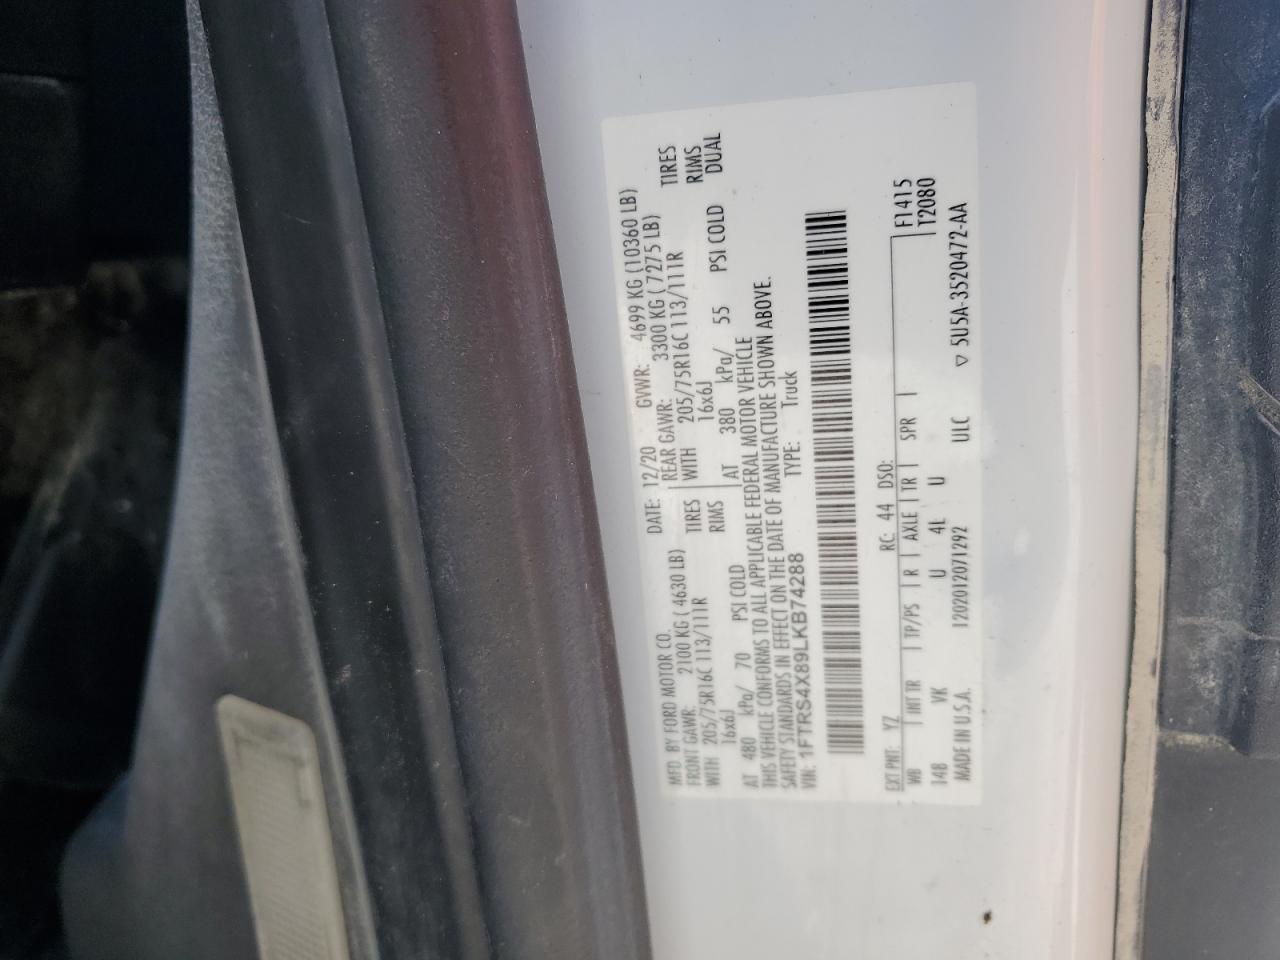 MFD. BY FORD MOTOR CO. DATE: 12/20 GVWR: 4699 KG (10360 LB)
FRONT GAWR: 2100 KG ( 4630 LB) REAR GAWR: 3300 KG ( 7275 LB)
WITH 205/75R16C 113/111R TIRES WITH 205/75R16C 113/111R TIRES
16x6J RIMS 16x6J RIMS
AT 480 kPa/ 70 PSI COLD AT 380 kPa/ 55 PSI COLD DUAL
THIS VEHICLE CONFORMS TO ALL APPLICABLE FEDERAL MOTOR VEHICLE
SAFETY STANDARDS IN EFFECT ON THE DATE OF MANUFACTURE SHOWN ABOVE.
VIN: 1FTRS4X89LKB74288 TYPE: Truck
EXT PNT: YZ RC: 44 DSO:
WB INT TR TP/PS R AXLE TR SPR F1415
148 VK U 4L U T2080
MADE IN U.S.A. 1202012071292 ULC ▽ 5U5A-3520472-AA